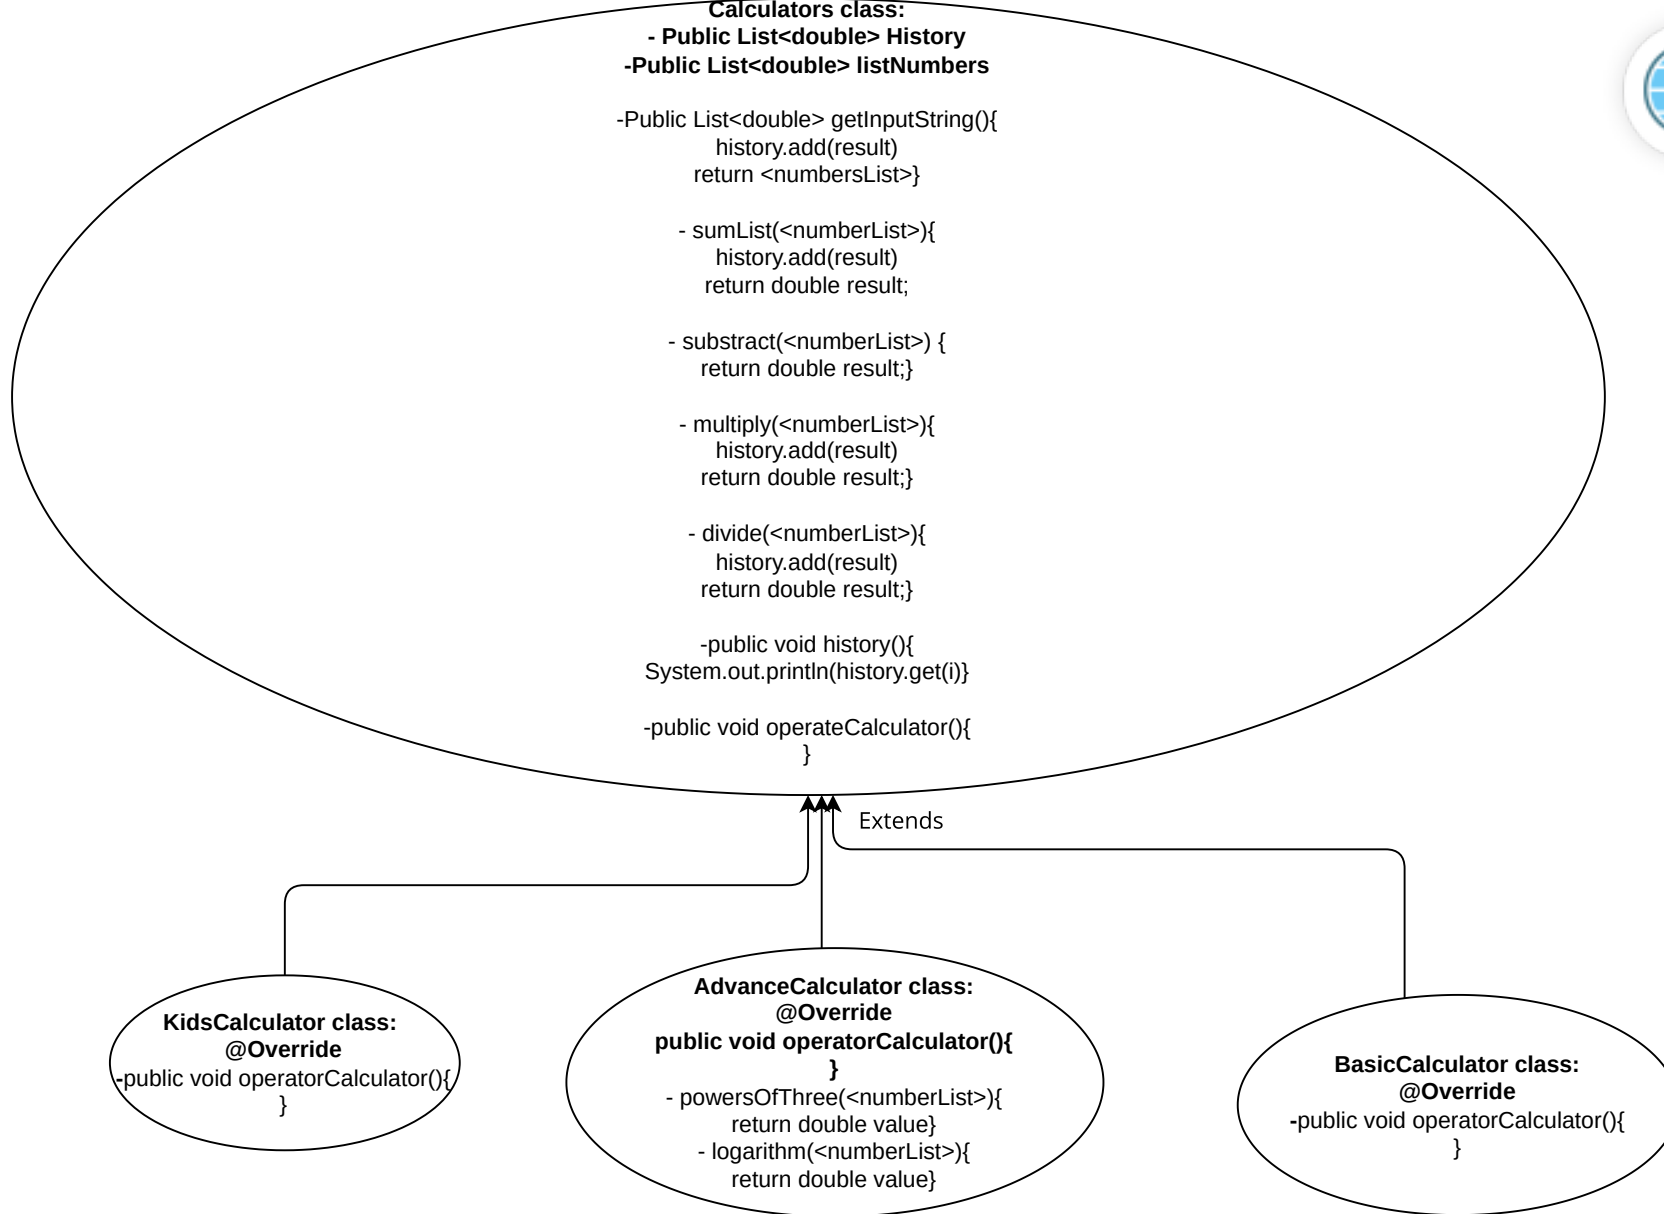 Calculators class:
- Public List<double> History
-Public List<double> listNumbers
-Public List<double> getInputString(){
history.add(result)
return <numbersList>}
- sumList(<numberList>){
history.add(result)
return double result;
- substract(<numberList>) {
return double result;}
- multiply(<numberList>){
history.add(result)
return double result;}
- divide(<numberList>){
history.add(result)
return double result;}
-public void history(){
System.out.println(history.get(i)}
-public void operateCalculator(){
}
Extends
KidsCalculator class:
@Override
-public void operatorCalculator(){
}
AdvanceCalculator class:
@Override
public void operatorCalculator(){
}
- powersOfThree(<numberList>){
return double value}
- logarithm(<numberList>){
return double value}
BasicCalculator class:
@Override
-public void operatorCalculator(){
}